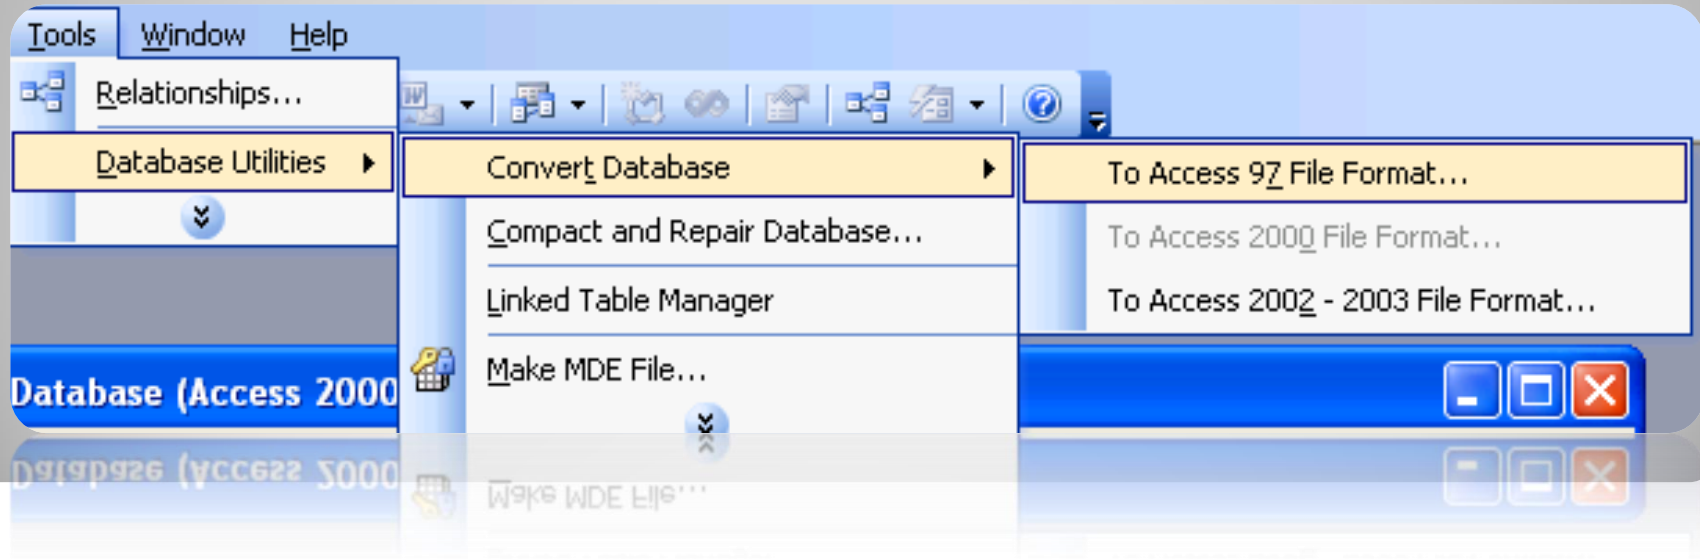 Tools Window Help
Relationships...
Database Utilities
Convert Database
Compact and Repair Database...
Linked Table Manager
Make MDE File...
To Access 97 File Format...
To Access 2000 File Format...
To Access 2002 - 2003 File Format...
Database (Access 2000